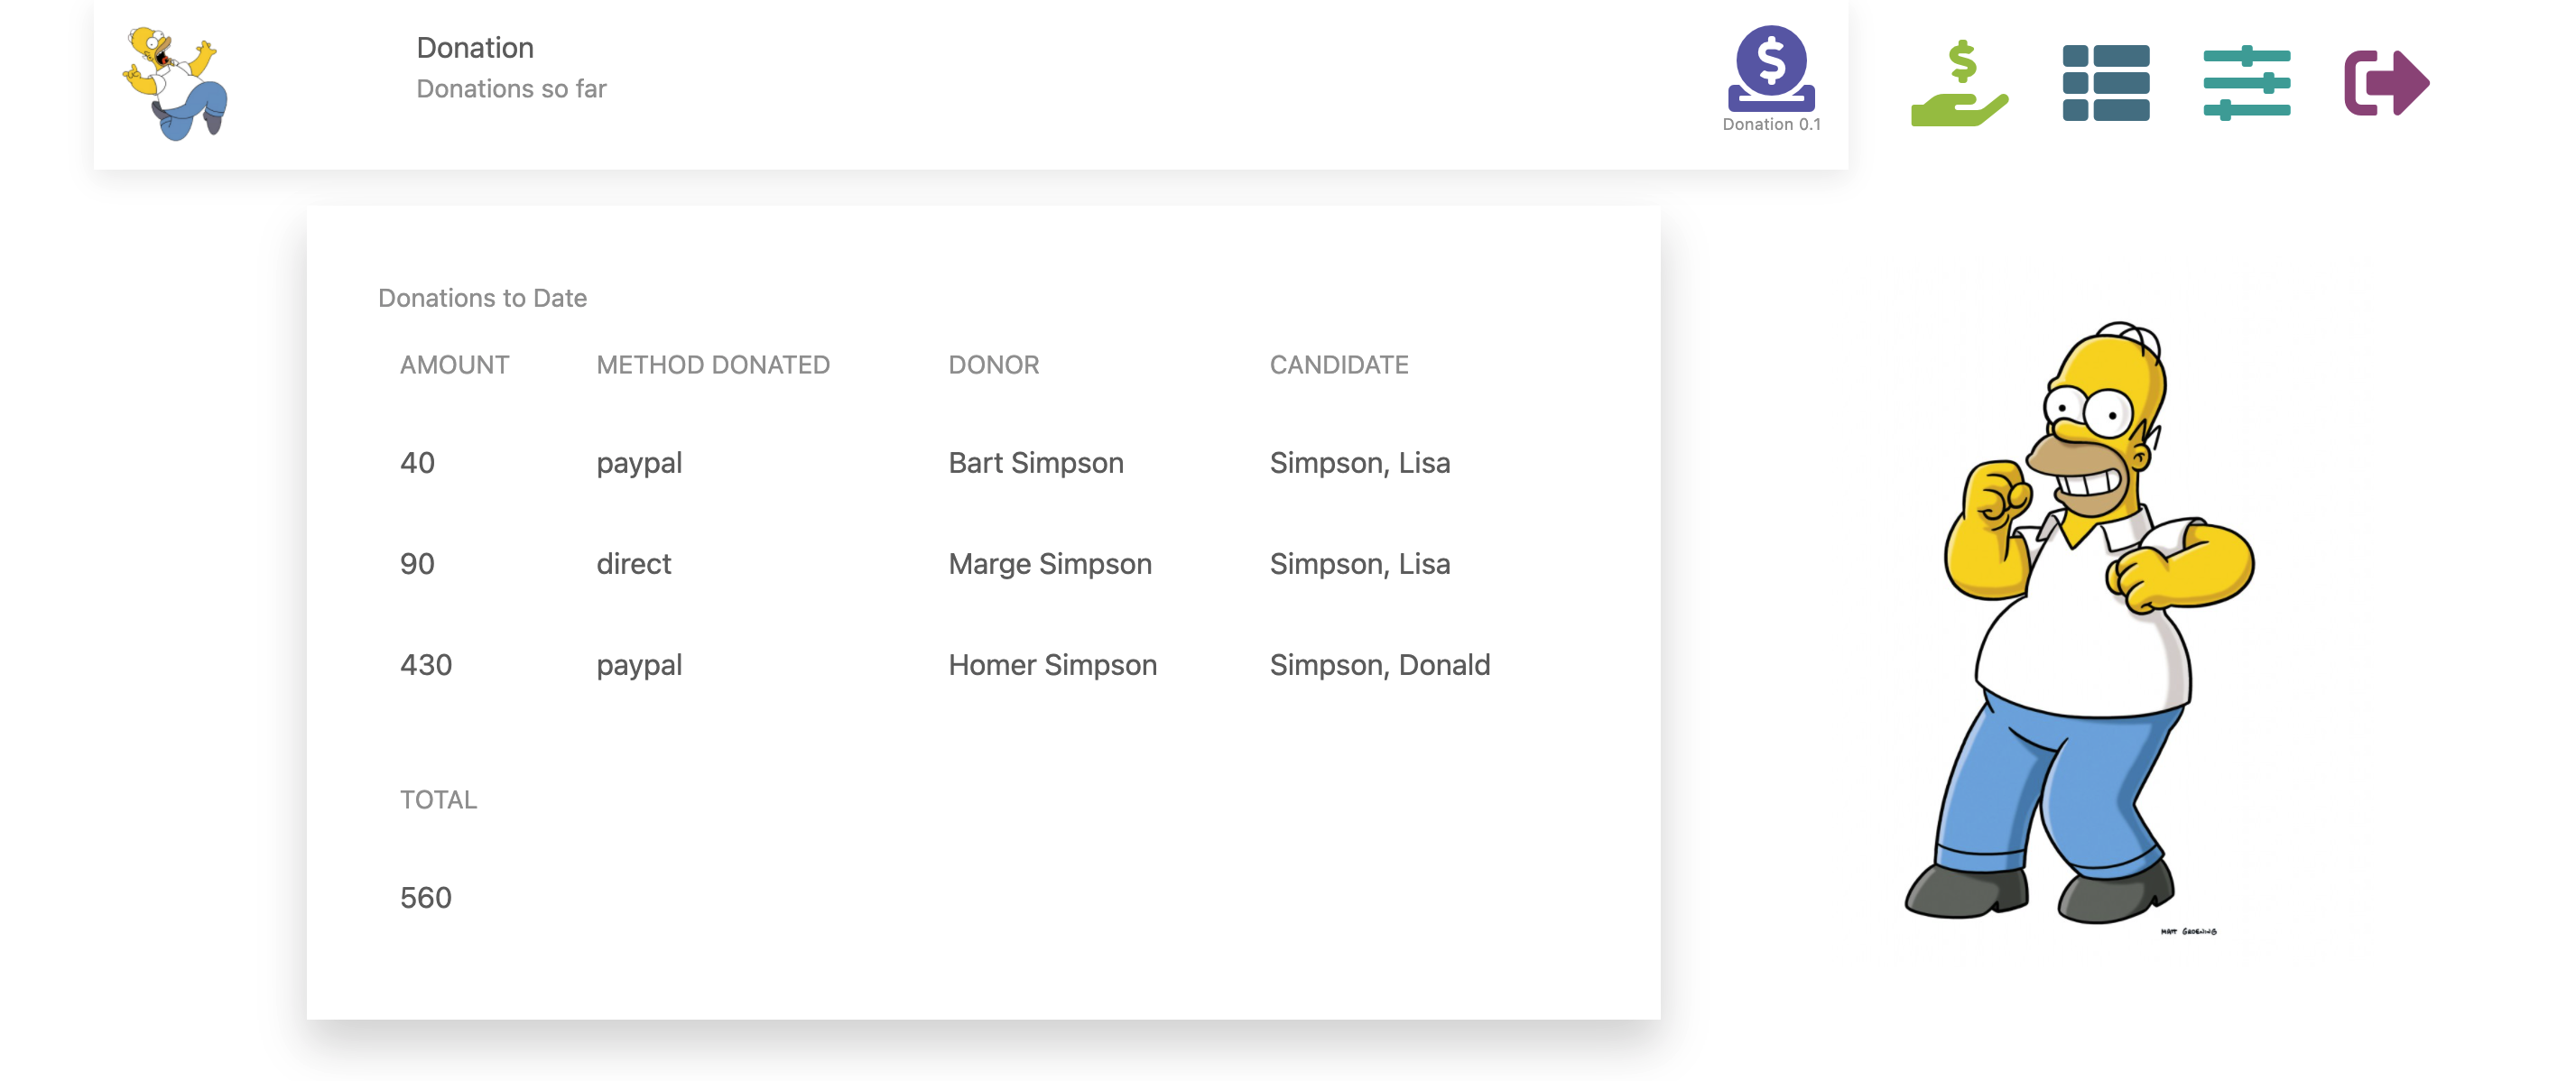 Donation
Donations so far
Donation 0.1
Donations to Date
AMOUNT METHOD DONATED DONOR CANDIDATE
40 paypal Bart Simpson Simpson, Lisa
90 direct Marge Simpson Simpson, Lisa
430 paypal Homer Simpson Simpson, Donald
TOTAL
560
MATT GROENING